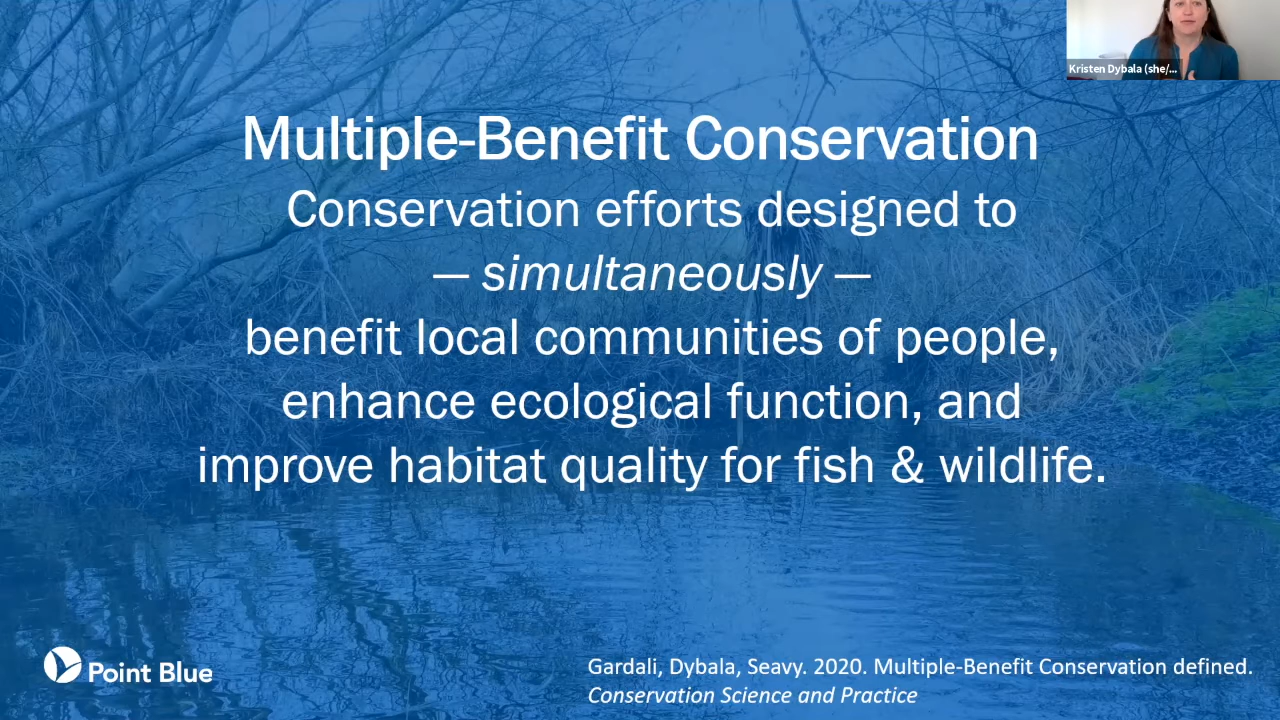 Kristen Dybala (she/...
Multiple-Benefit Conservation
Conservation efforts designed to
— simultaneously —
benefit local communities of people,
enhance ecological function, and
improve habitat quality for fish & wildlife.
Point Blue
Gardali, Dybala, Seavy. 2020. Multiple-Benefit Conservation defined.
Conservation Science and Practice